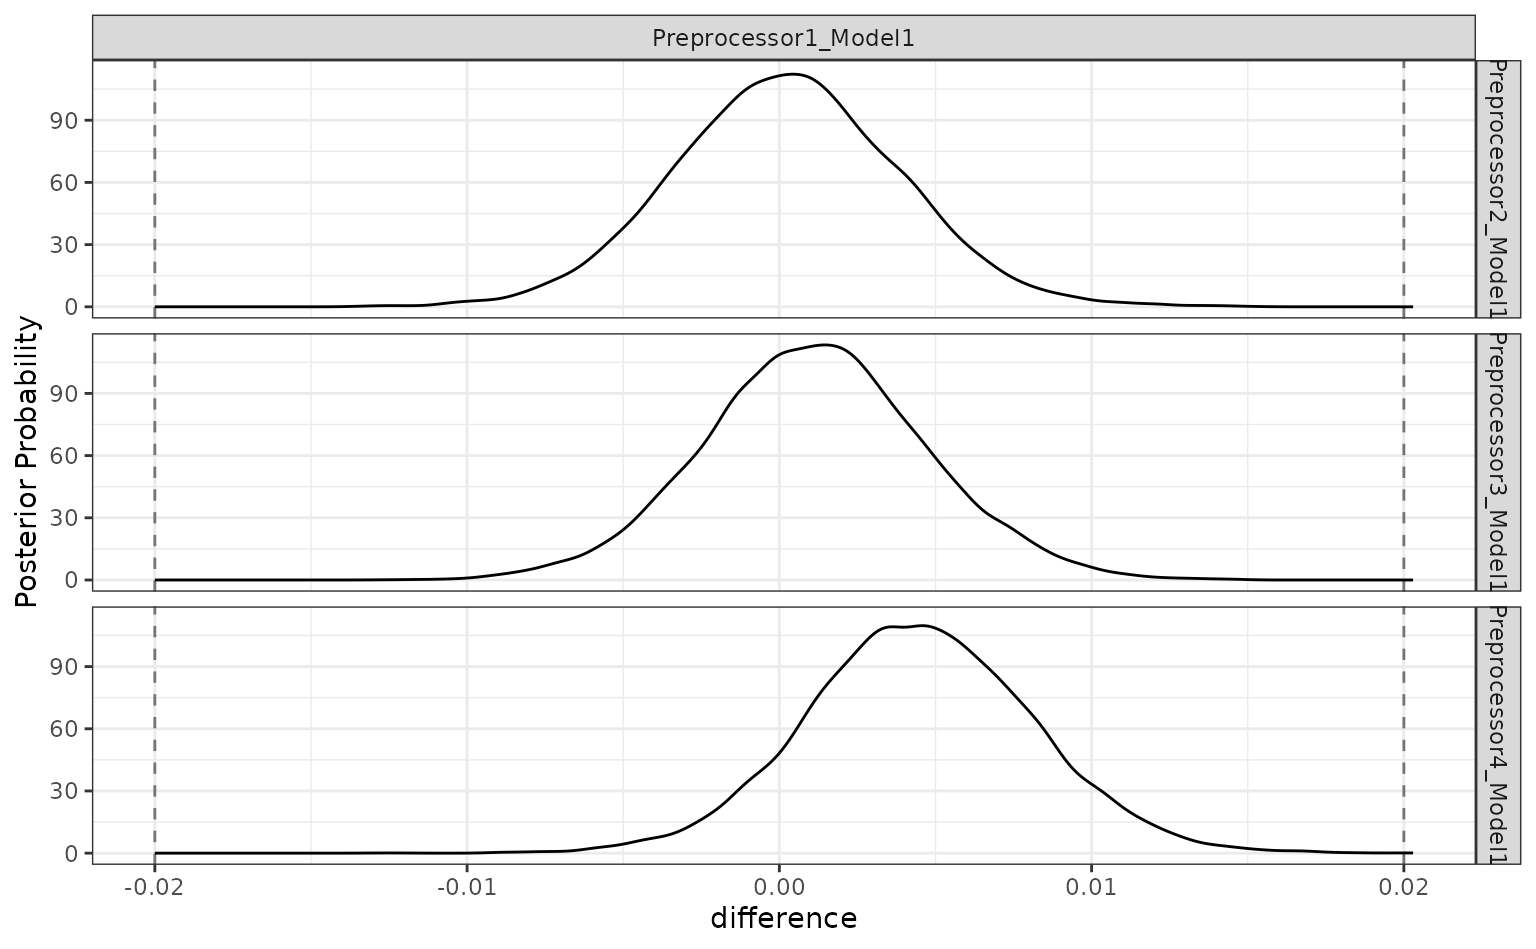 Preprocessor1_Model1
90
60
30
0
Preprocessor2_Model1
90
60
30
0
Preprocessor3_Model1
90
60
30
0
Preprocessor4_Model1
Posterior Probability
-0.02 -0.01 0.00 0.01 0.02
difference